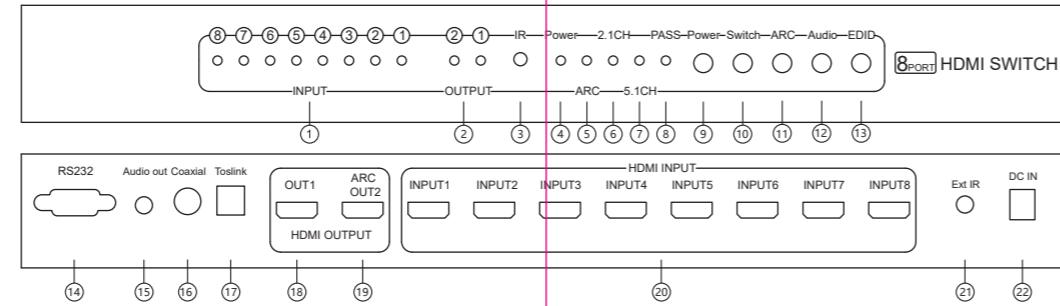 ⑧ ⑦ ⑥ ⑤ ④ ③ ② ① ② ① IR Power 2.1CH PASS Power Switch ARC Audio EDID
8PORT HDMI SWITCH
INPUT OUTPUT ARC 5.1CH
① ② ③ ④ ⑤ ⑥ ⑦ ⑧ ⑨ ⑩ ⑪ ⑫ ⑬
RS232 Audio out Coaxial Toslink
OUT1 ARC OUT2
HDMI OUTPUT
HDMI INPUT
INPUT1 INPUT2 INPUT3 INPUT4 INPUT5 INPUT6 INPUT7 INPUT8
Ext IR DC IN
⑭ ⑮ ⑯ ⑰ ⑱ ⑲ ⑳ ㉑ ㉒